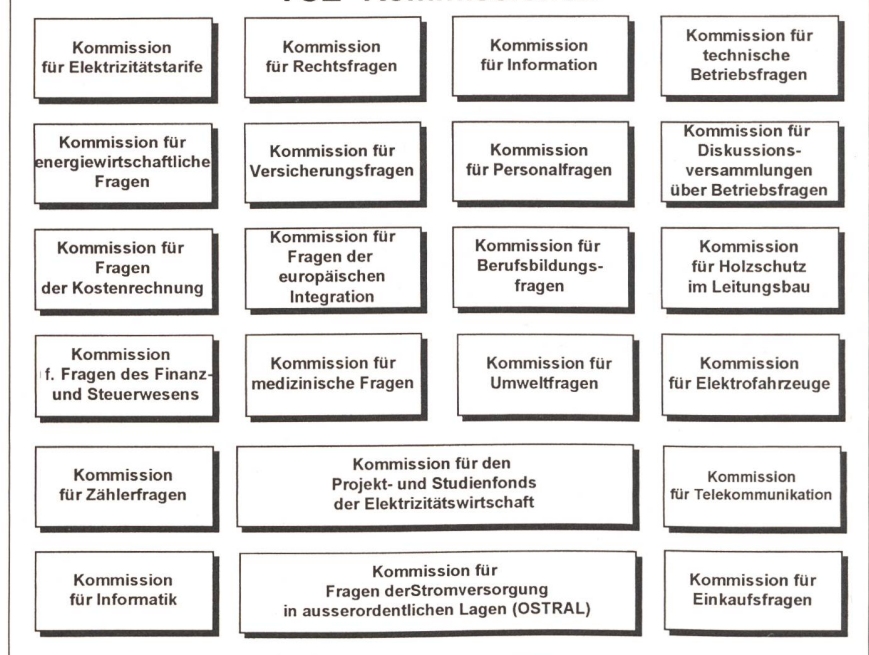 Kommission
für Elektrizitätstarife
Kommission
für Rechtsfragen
Kommission
für Information
Kommission für
technische
Betriebsfragen
Kommission für
energiewirtschaftliche
Fragen
Kommission für
Versicherungsfragen
Kommission
für Personalfragen
Kommission für
Diskussions-
versammlungen
über Betriebsfragen
Kommission für
Fragen
der Kostenrechnung
Kommission für
Fragen der
europäischen
Integration
Kommission für
Berufsbildungs-
fragen
Kommission
für Holzschutz
im Leitungsbau
Kommission
f. Fragen des Finanz-
und Steuerwesens
Kommission für
medizinische Fragen
Kommission für
Umweltfragen
Kommission
für Elektrofahrzeuge
Kommission
für Zählerfragen
Kommission für den
Projekt- und Studienfonds
der Elektrizitätswirtschaft
Kommission
für Telekommunikation
Kommission
für Informatik
Kommission für
Fragen derStromversorgung
in ausserordentlichen Lagen (OSTRAL)
Kommission für
Einkaufsfragen